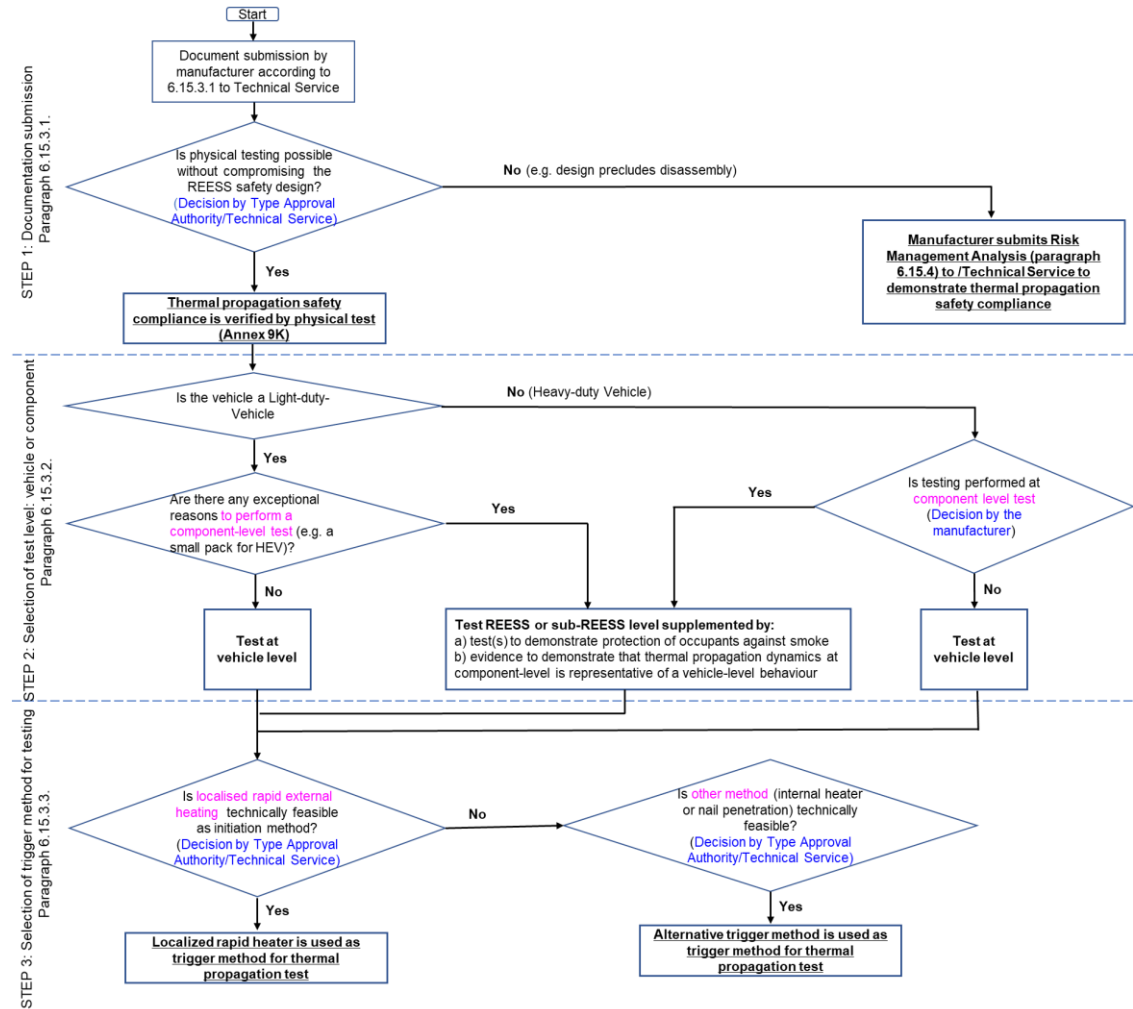 Start
STEP 1: Documentation submission
Paragraph 6.15.3.1.
Document submission by
manufacturer according to
6.15.3.1 to Technical Service
Is physical testing possible
without compromising the
REESS safety design?
(Decision by Type Approval
Authority/Technical Service)
No (e.g. design precludes disassembly)
Yes
Manufacturer submits Risk
Management Analysis (paragraph
6.15.4) to /Technical Service to
demonstrate thermal propagation
safety compliance
Thermal propagation safety
compliance is verified by physical test
(Annex 9K)
STEP 2: Selection of test level: vehicle or component
Paragraph 6.15.3.2.
Is the vehicle a Light-duty-
Vehicle
No (Heavy-duty Vehicle)
Yes
Are there any exceptional
reasons to perform a
component-level test (e.g. a
small pack for HEV)?
Yes
Yes
Is testing performed at
component level test
(Decision by the
manufacturer)
No
No
Test at
vehicle level
Test REESS or sub-REESS level supplemented by:
a) test(s) to demonstrate protection of occupants against smoke
b) evidence to demonstrate that thermal propagation dynamics at
component-level is representative of a vehicle-level behaviour
Test at
vehicle level
STEP 3: Selection of trigger method for testing
Paragraph 6.15.3.3.
Is localised rapid external
heating technically feasible
as initiation method?
(Decision by Type Approval
Authority/Technical Service)
No
Is other method (internal heater
or nail penetration) technically
feasible?
(Decision by Type Approval
Authority/Technical Service)
Yes
Yes
Localized rapid heater is used as
trigger method for thermal
propagation test
Alternative trigger method is used as
trigger method for thermal
propagation test